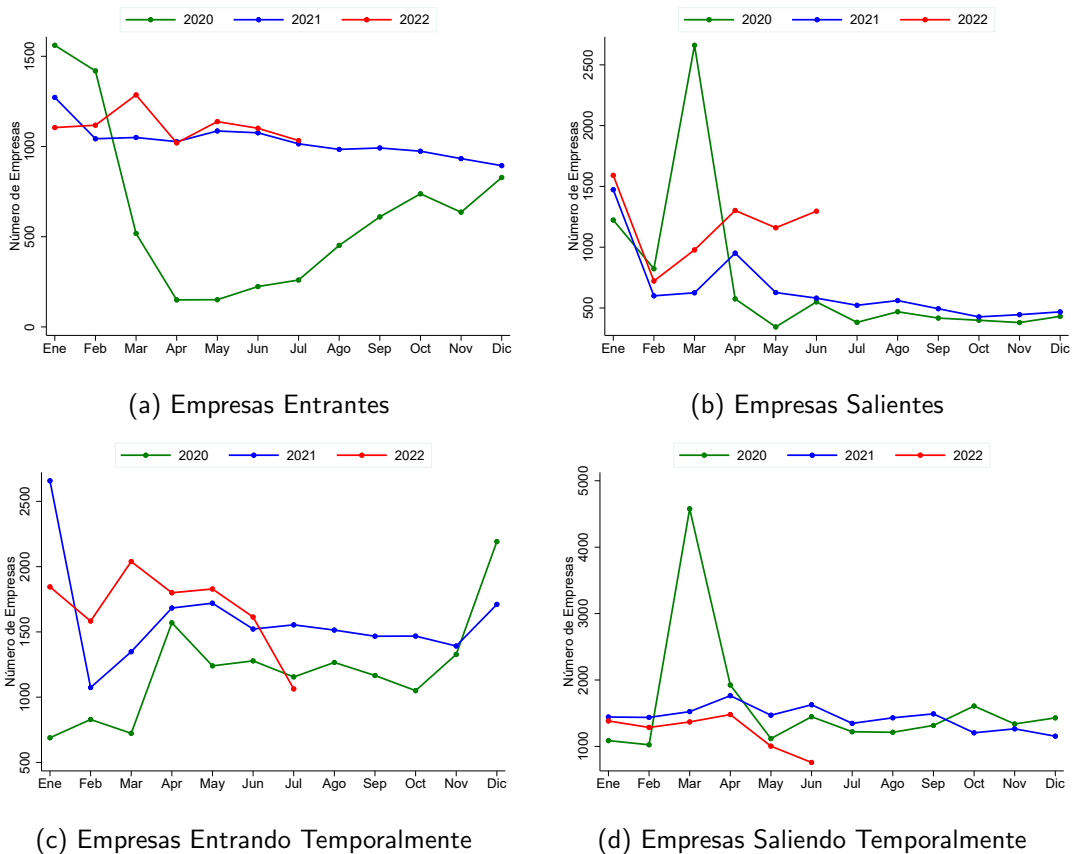 2020 2021 2022
Número de Empresas
1500
1000
500
0
Ene Feb Mar Apr May Jun Jul Ago Sep Oct Nov Dic
(a) Empresas Entrantes
2020 2021 2022
Número de Empresas
2500
2000
1500
1000
500
Ene Feb Mar Apr May Jun Jul Ago Sep Oct Nov Dic
(b) Empresas Salientes
2020 2021 2022
Número de Empresas
2500
2000
1500
1000
500
Ene Feb Mar Apr May Jun Jul Ago Sep Oct Nov Dic
(c) Empresas Entrando Temporalmente
2020 2021 2022
Número de Empresas
5000
4000
3000
2000
1000
Ene Feb Mar Apr May Jun Jul Ago Sep Oct Nov Dic
(d) Empresas Saliendo Temporalmente